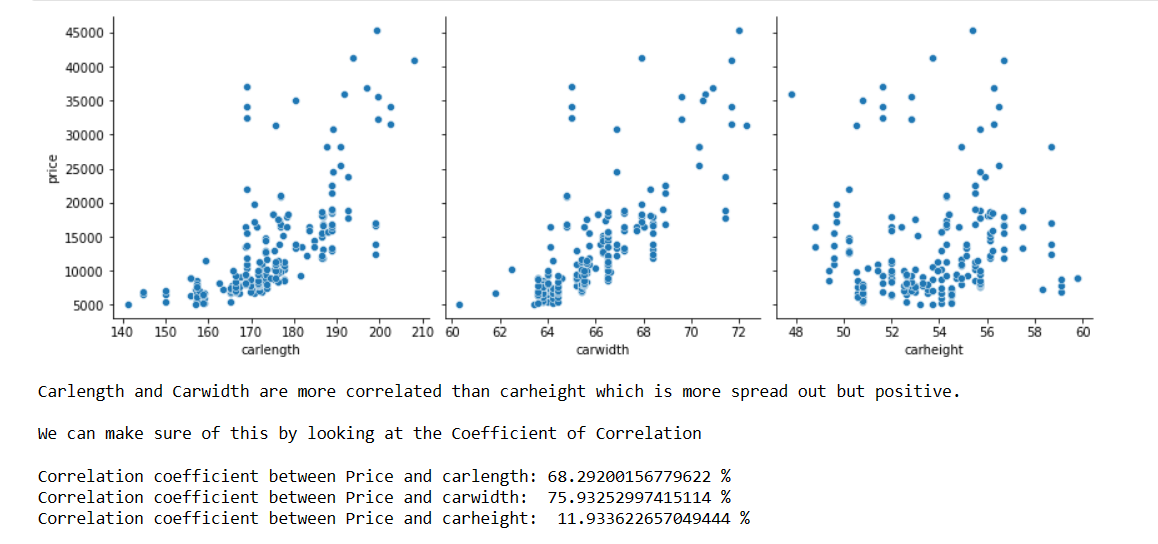 45000
40000
35000
30000
25000
20000
15000
10000
5000
price
140 150 160 170 180 190 200 210
carlength
60 62 64 66 68 70 72
carwidth
48 50 52 54 56 58 60
carheight
Carlength and Carwidth are more correlated than carheight which is more spread out but positive.
We can make sure of this by looking at the Coefficient of Correlation
Correlation coefficient between Price and carlength: 68.29200156779622 %
Correlation coefficient between Price and carwidth:  75.93252997415114 %
Correlation coefficient between Price and carheight:  11.933622657049444 %